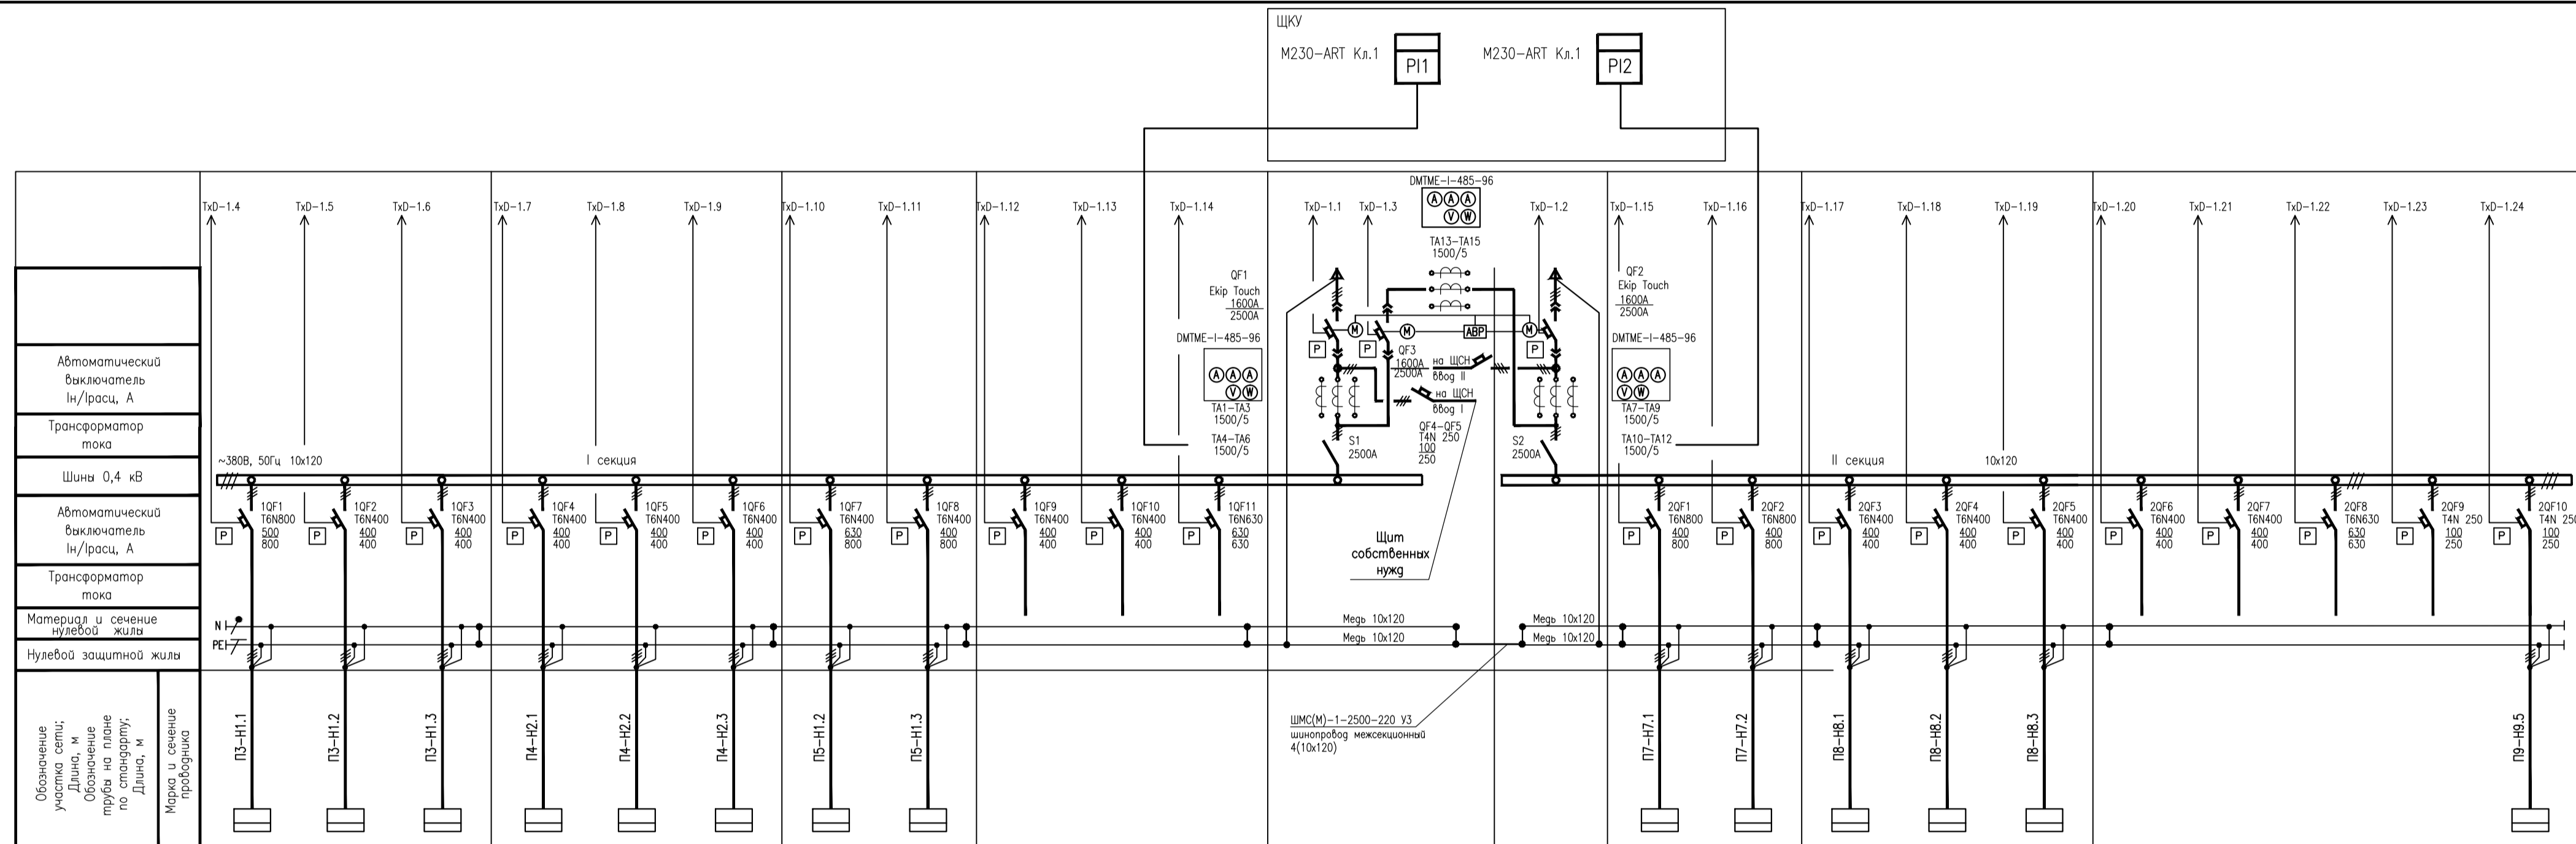 ЩКУ
М230-ART Кл.1
PI1
М230-ART Кл.1
PI2
TxD-1.4
TxD-1.5
TxD-1.6
TxD-1.7
TxD-1.8
TxD-1.9
TxD-1.10
TxD-1.11
TxD-1.12
TxD-1.13
TxD-1.14
TxD-1.1
TxD-1.3
TxD-1.2
TxD-1.15
TxD-1.16
TxD-1.17
TxD-1.18
TxD-1.19
TxD-1.20
TxD-1.21
TxD-1.22
TxD-1.23
TxD-1.24
DMTME-I-485-96
A A A
V W
TA13-TA15
1500/5
QF1
Ekip Touch
1600A
2500A
DMTME-I-485-96
A A A
V W
TA1-TA3
1500/5
TA4-TA6
1500/5
P
M
P
M
АВР
M
P
QF3
1600A
2500A
на ЩСН
ввод II
на ЩСН
ввод I
QF4-QF5
T4N 250
100
250
S1
2500A
S2
2500A
QF2
Ekip Touch
1600A
2500A
DMTME-I-485-96
A A A
V W
TA7-TA9
1500/5
TA10-TA12
1500/5
Автоматический
выключатель
Iн/Iрасц, А
Трансформатор
тока
Шины 0,4 кВ
Автоматический
выключатель
Iн/Iрасц, А
Трансформатор
тока
Материал и сечение
нулевой жилы
Нулевой защитной жилы
Обозначение
участка сети;
Длина, м
Обозначение
трубы на плане
по стандарту;
Длина, м
Марка и сечение
проводника
~380В, 50Гц 10x120
I секция
II секция
10x120
P
1QF1
T6N800
500
800
P
1QF2
T6N400
400
400
P
1QF3
T6N400
400
400
P
1QF4
T6N400
400
400
P
1QF5
T6N400
400
400
P
1QF6
T6N400
400
400
P
1QF7
T6N400
630
800
P
1QF8
T6N400
400
400
P
1QF9
T6N400
400
400
P
1QF10
T6N400
400
400
P
1QF11
T6N630
630
630
Щит
собственных
нужд
P
2QF1
T6N800
400
800
P
2QF2
T6N800
400
800
P
2QF3
T6N400
400
400
P
2QF4
T6N400
400
400
P
2QF5
T6N400
400
400
P
2QF6
T6N400
400
400
P
2QF7
T6N400
400
400
P
2QF8
T6N630
630
630
P
2QF9
T4N 250
100
250
P
2QF10
T4N 250
100
250
N
PE
Медь 10x120
Медь 10x120
Медь 10x120
Медь 10x120
ШМС(М)-1-2500-220 У3
шинопровод межсекционный
4(10x120)
П3-Н1.1
П3-Н1.2
П3-Н1.3
П4-Н2.1
П4-Н2.2
П4-Н2.3
П5-Н1.2
П5-Н1.3
П7-Н7.1
П7-Н7.2
П8-Н8.1
П8-Н8.2
П8-Н8.3
П9-Н9.5